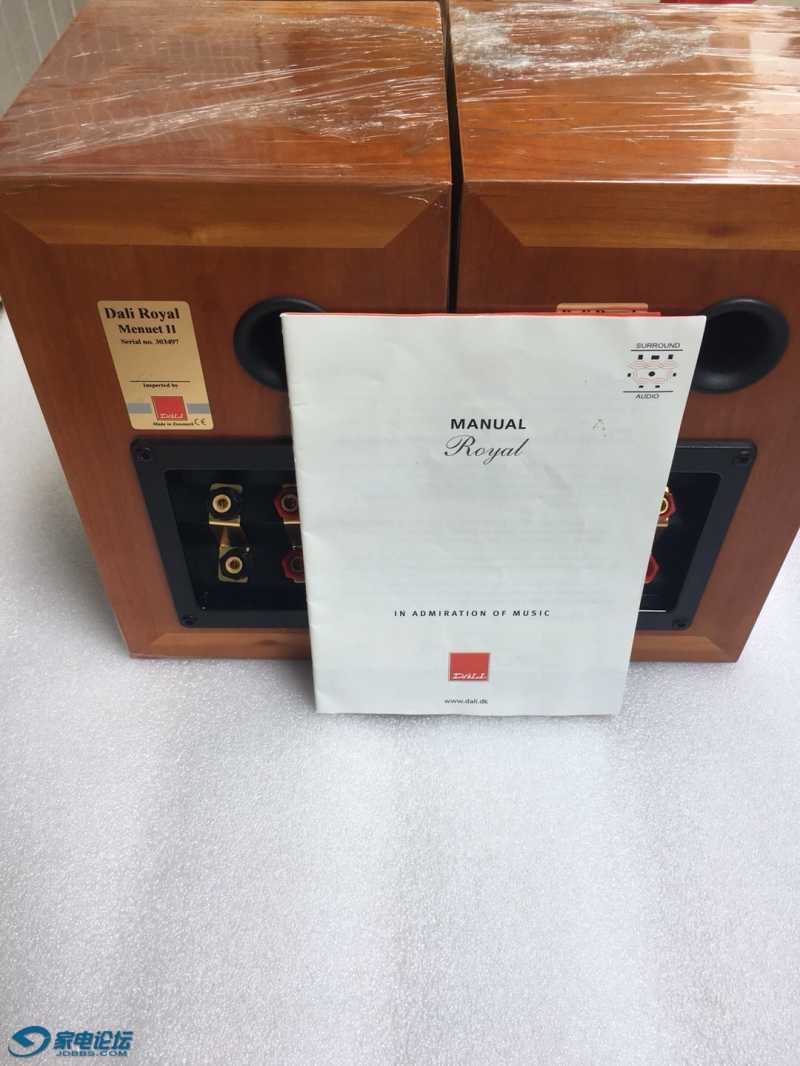 Dali Royal
Menuet II
Serial no. 303497
Inspected by
DALI
Made in Denmark CE
SURROUND
AUDIO
MANUAL
Royal
IN ADMIRATION OF MUSIC
DALI
www.dali.dk
家电论坛
JDBBS.COM